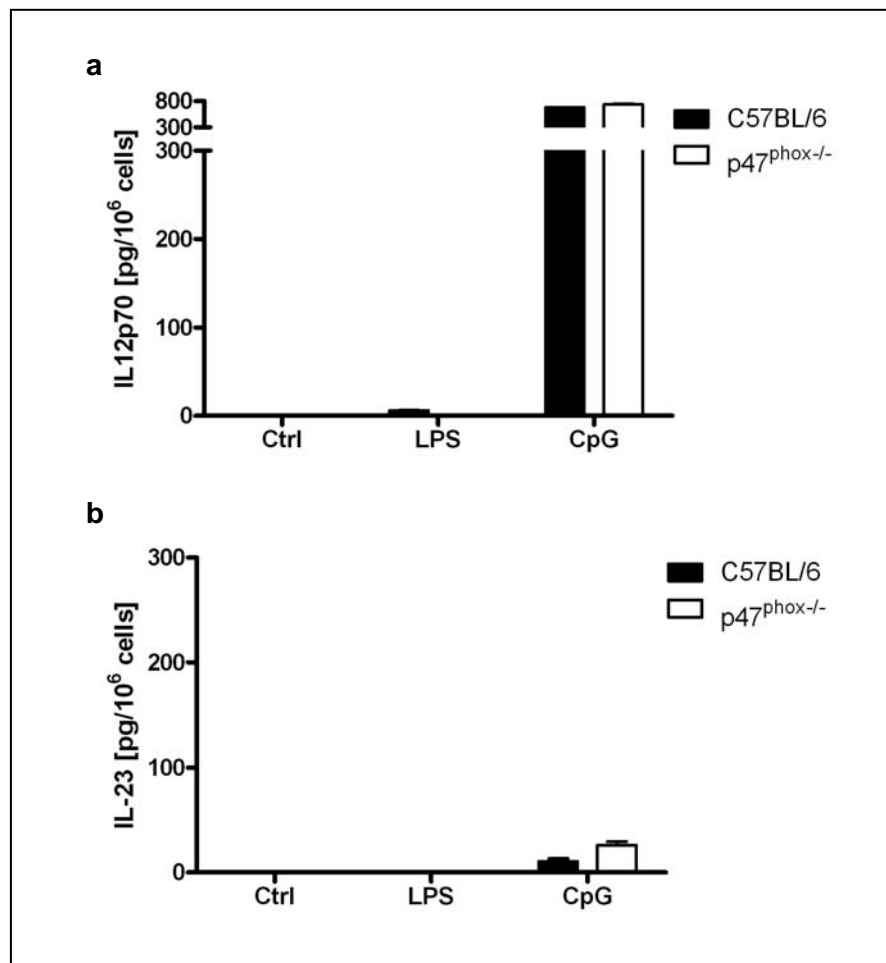 a
IL12p70 [pg/10⁶ cells]
800
300
300
200
100
0
Ctrl LPS CpG
C57BL/6
p47phox-/-
b
IL-23 [pg/10⁶ cells]
300
200
100
0
Ctrl LPS CpG
C57BL/6
p47phox-/-